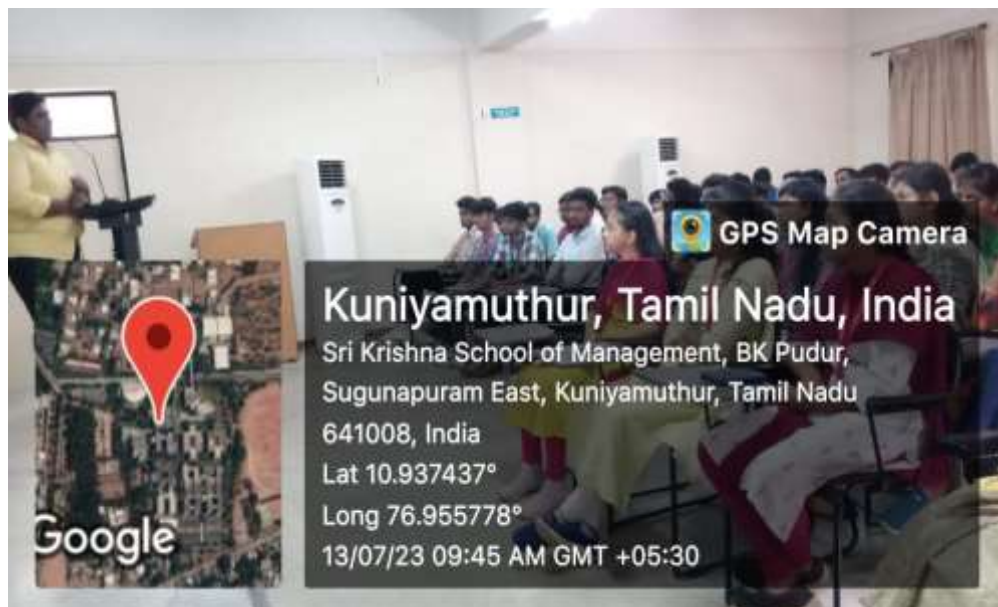 GPS Map Camera
Kuniyamuthur, Tamil Nadu, India
Sri Krishna School of Management, BK Pudur,
Sugunapuram East, Kuniyamuthur, Tamil Nadu
641008, India
Lat 10.937437°
Long 76.955778°
13/07/23 09:45 AM GMT +05:30
Google